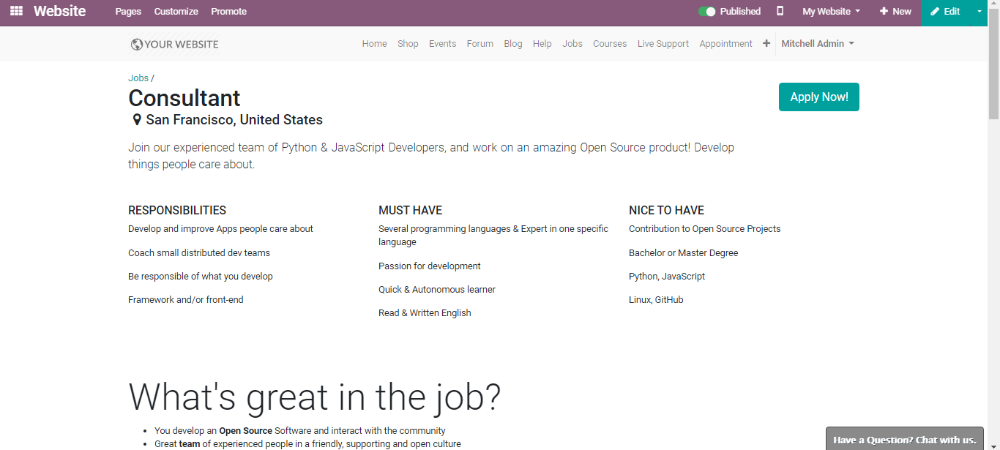 Website Pages Customize Promote Published My Website New Edit
YOUR WEBSITE Home Shop Events Forum Blog Help Jobs Courses Live Support Appointment Mitchell Admin
Jobs /
Consultant
Apply Now!
San Francisco, United States
Join our experienced team of Python & JavaScript Developers, and work on an amazing Open Source product! Develop
things people care about.
RESPONSIBILITIES
Develop and improve Apps people care about
Coach small distributed dev teams
Be responsible of what you develop
Framework and/or front-end
MUST HAVE
Several programming languages & Expert in one specific
language
Passion for development
Quick & Autonomous learner
Read & Written English
NICE TO HAVE
Contribution to Open Source Projects
Bachelor or Master Degree
Python, JavaScript
Linux, GitHub
What's great in the job?
• You develop an Open Source Software and interact with the community
• Great team of experienced people in a friendly, supporting and open culture
Have a Question? Chat with us.